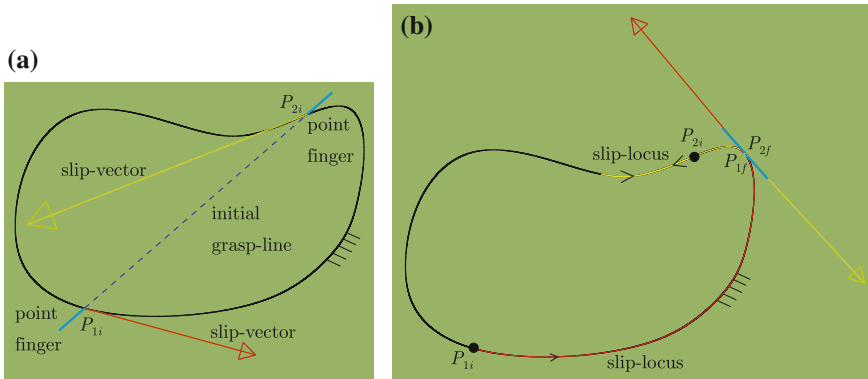 (a)
P2i
point
finger
slip-vector
initial
grasp-line
point
finger
P1i
slip-vector
(b)
P2i
slip-locus
P2f
P1f
P1i
slip-locus